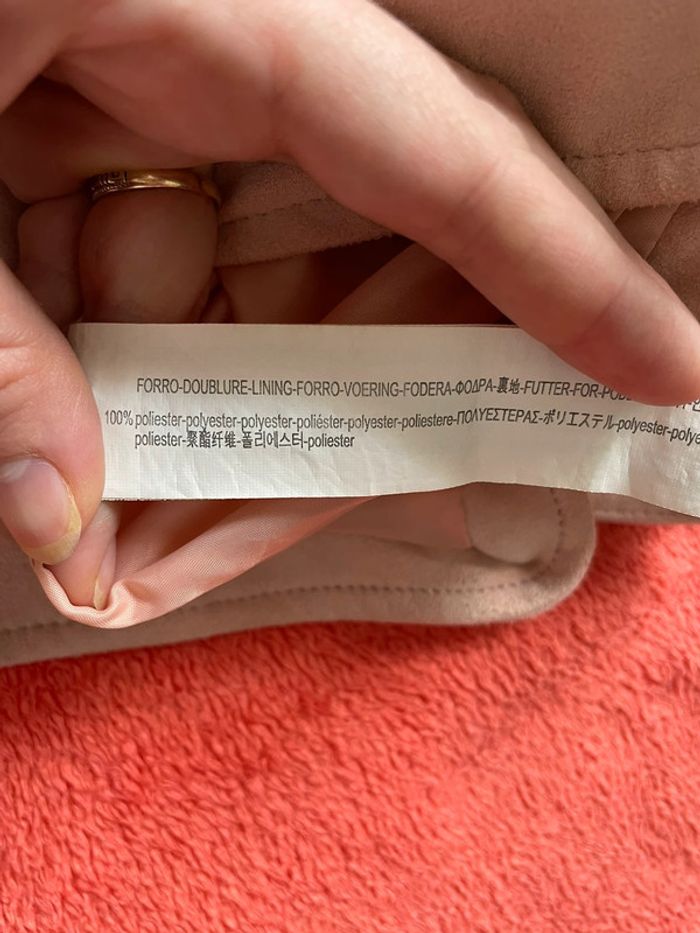 FORRO-DOUBLURE-LINING-FORRO-VOERING-FODERA-ΦΟΔΡΑ-裏地-FUTTER-FOR-
100% poliester-polyester-polyester-poliéster-polyester-poliestere-ΠΟΛΥΕΣΤΕΡΑΣ-ポリエステル-polyester-
poliester-聚酯纤维-폴리에스터-poliester